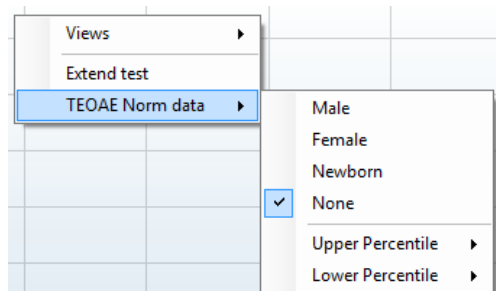 Views
Extend test
TEOAE Norm data
Male
Female
Newborn
None
Upper Percentile
Lower Percentile